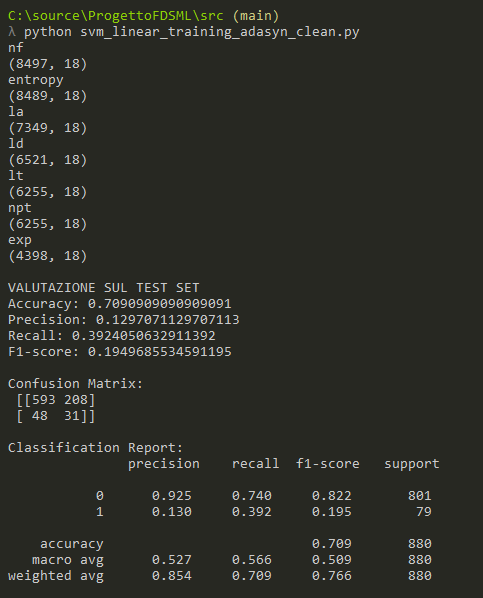 C:\source\ProgettoFDSML\src (main)
λ python svm_linear_training_adasyn_clean.py
nf
(8497, 18)
entropy
(8489, 18)
la
(7349, 18)
ld
(6521, 18)
lt
(6255, 18)
npt
(6255, 18)
exp
(4398, 18)

VALUTAZIONE SUL TEST SET
Accuracy: 0.7090909090909091
Precision: 0.1297071129707113
Recall: 0.3924050632911392
F1-score: 0.1949685534591195

Confusion Matrix:
 [[593 208]
 [ 48  31]]

Classification Report:
               precision    recall  f1-score   support

           0      0.925     0.740     0.822       801
           1      0.130     0.392     0.195        79

    accuracy                          0.709       880
   macro avg      0.527     0.566     0.509       880
weighted avg      0.854     0.709     0.766       880